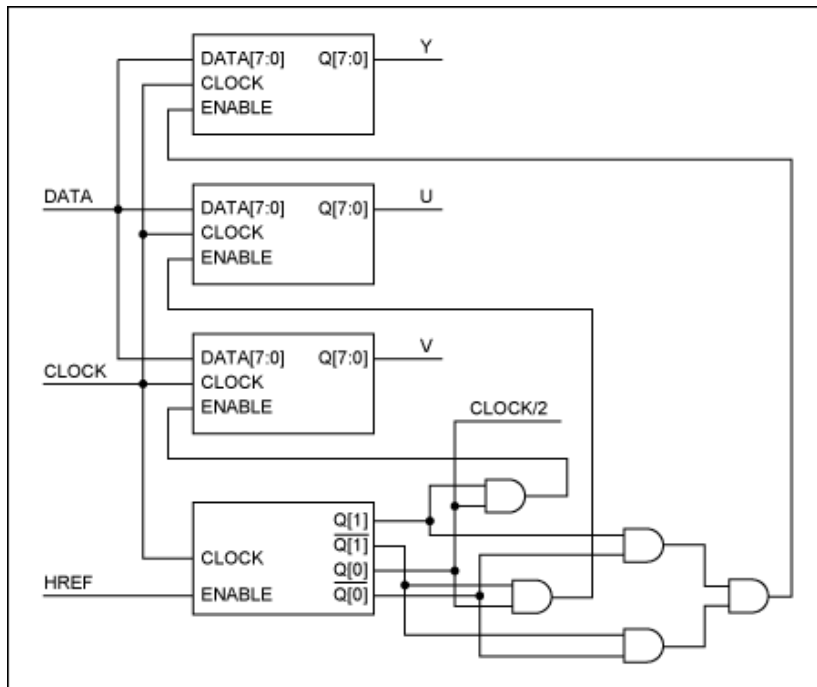 Y
DATA[7:0] Q[7:0]
CLOCK
ENABLE
DATA
U
DATA[7:0] Q[7:0]
CLOCK
ENABLE
V
DATA[7:0] Q[7:0]
CLOCK
CLOCK
ENABLE
CLOCK/2
Q[1]
Q̅[̅1̅]̅
CLOCK
Q[0]
HREF
ENABLE
Q̅[̅0̅]̅